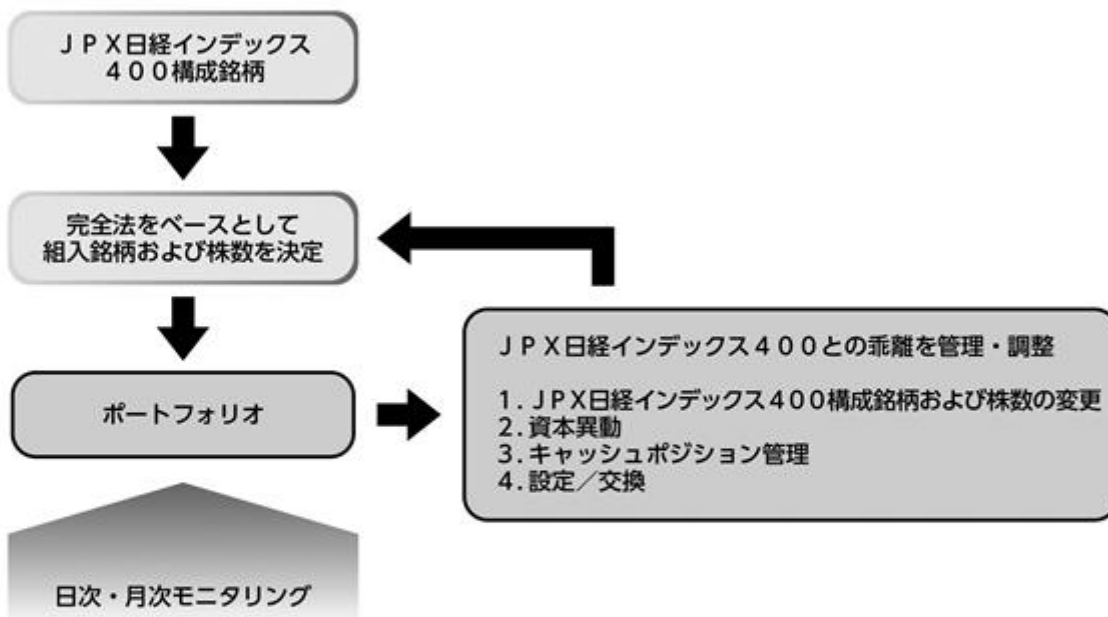 ＪＰＸ日経インデックス
４００構成銘柄
完全法をベースとして
組入銘柄および株数を決定
ポートフォリオ
ＪＰＸ日経インデックス４００との乖離を管理・調整
１．ＪＰＸ日経インデックス４００構成銘柄および株数の変更
２．資本異動
３．キャッシュポジション管理
４．設定／交換
日次・月次モニタリング